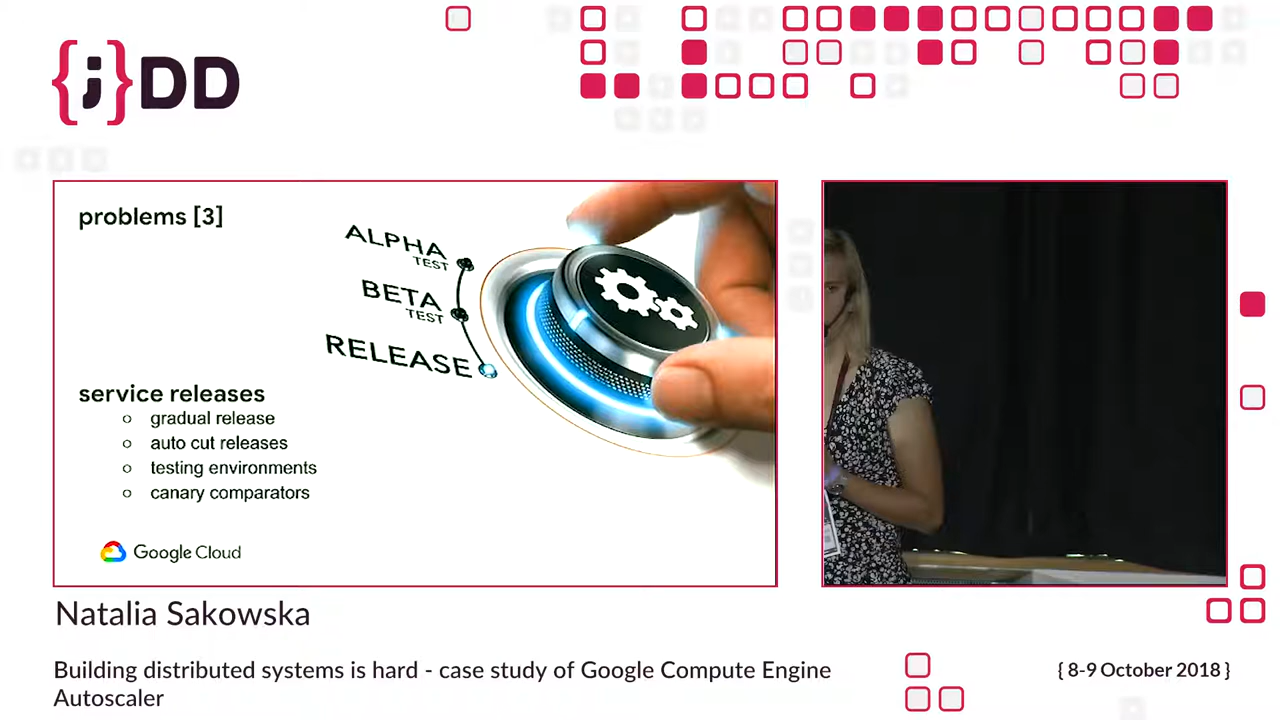 {j}DD
problems [3]
ALPHA
TEST
BETA
TEST
RELEASE
service releases
○ gradual release
○ auto cut releases
○ testing environments
○ canary comparators
Google Cloud
Natalia Sakowska
Building distributed systems is hard - case study of Google Compute Engine
Autoscaler
{ 8-9 October 2018 }